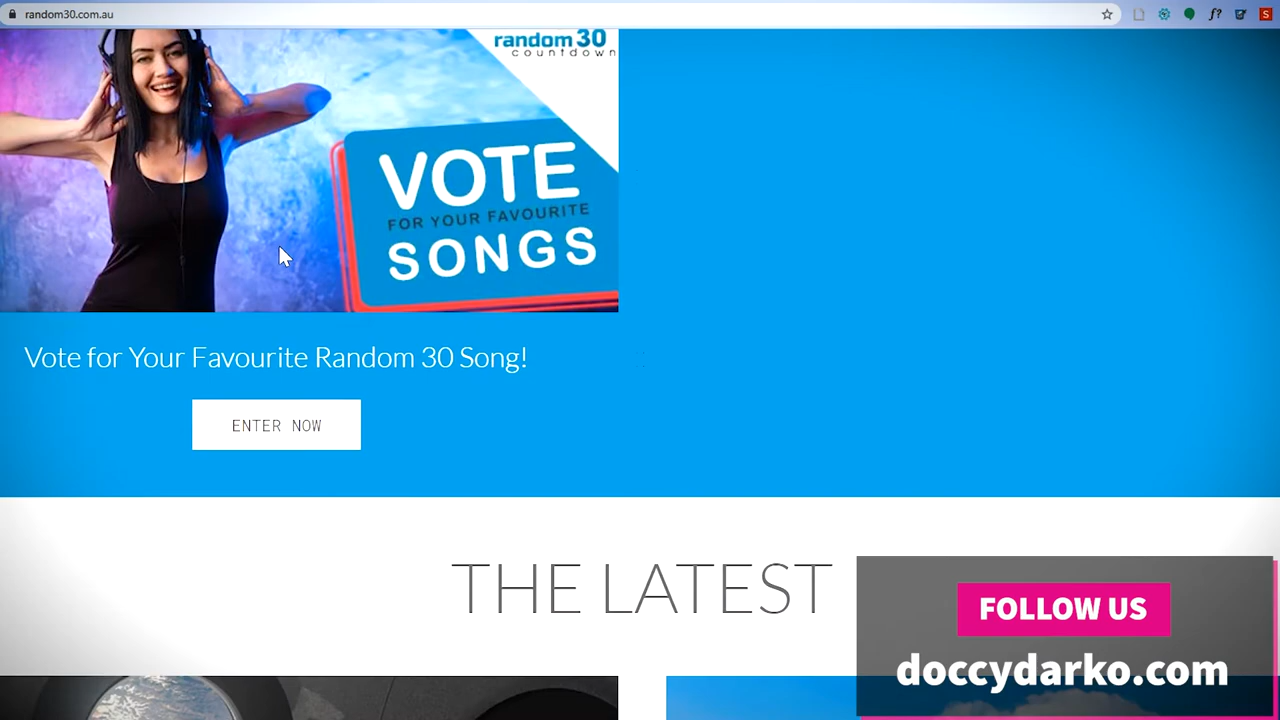 random30.com.au
random30
countdown
VOTE
FOR YOUR FAVOURITE
SONGS
Vote for Your Favourite Random 30 Song!
ENTER NOW
THE LATEST
FOLLOW US
doccydarko.com